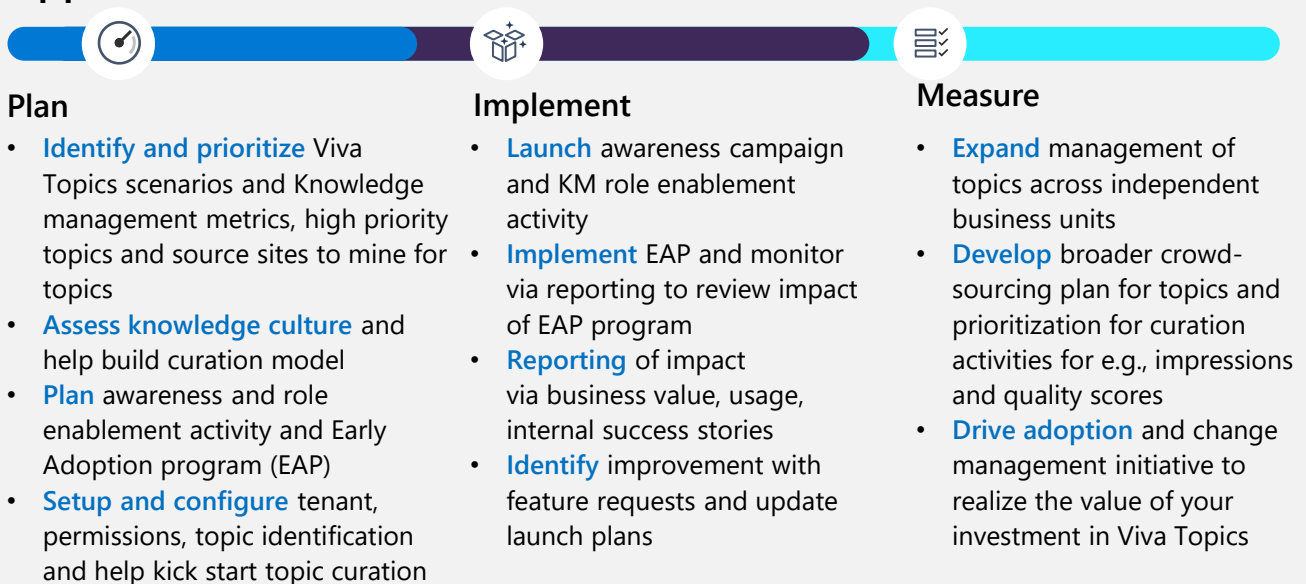 Plan
• Identify and prioritize Viva
Topics scenarios and Knowledge
management metrics, high priority
topics and source sites to mine for
topics
• Assess knowledge culture and
help build curation model
• Plan awareness and role
enablement activity and Early
Adoption program (EAP)
• Setup and configure tenant,
permissions, topic identification
and help kick start topic curation
Implement
• Launch awareness campaign
and KM role enablement
activity
• Implement EAP and monitor
via reporting to review impact
of EAP program
• Reporting of impact
via business value, usage,
internal success stories
• Identify improvement with
feature requests and update
launch plans
Measure
• Expand management of
topics across independent
business units
• Develop broader crowd-
sourcing plan for topics and
prioritization for curation
activities for e.g., impressions
and quality scores
• Drive adoption and change
management initiative to
realize the value of your
investment in Viva Topics